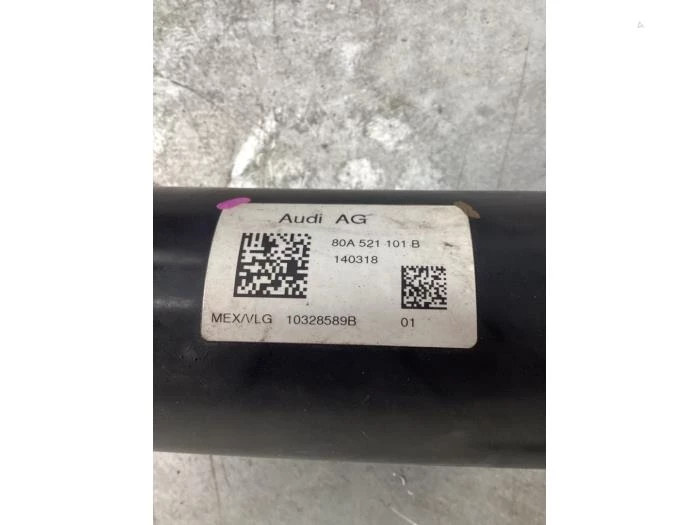 Audi AG
80A 521 101 B
140318
MEX/VLG 10328589B 01